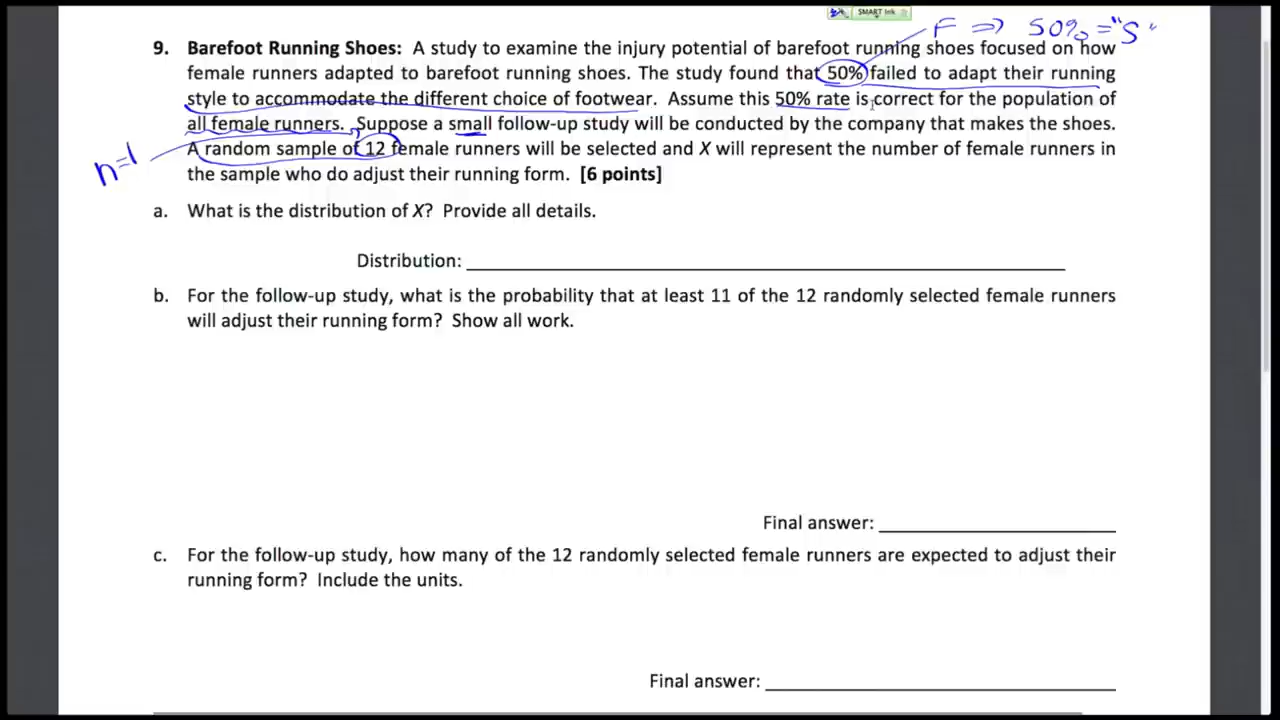 SMART Ink
F ⇒ 50% = "S"
9. Barefoot Running Shoes: A study to examine the injury potential of barefoot running shoes focused on how
female runners adapted to barefoot running shoes. The study found that 50% failed to adapt their running
style to accommodate the different choice of footwear. Assume this 50% rate is correct for the population of
all female runners. Suppose a small follow-up study will be conducted by the company that makes the shoes.
A random sample of 12 female runners will be selected and X will represent the number of female runners in
n=1
the sample who do adjust their running form. [6 points]
a. What is the distribution of X? Provide all details.
Distribution:
b. For the follow-up study, what is the probability that at least 11 of the 12 randomly selected female runners
will adjust their running form? Show all work.
Final answer:
c. For the follow-up study, how many of the 12 randomly selected female runners are expected to adjust their
running form? Include the units.
Final answer: